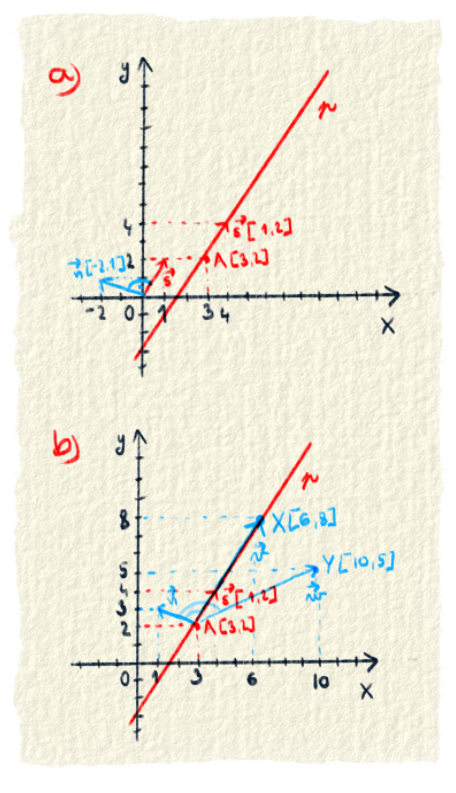 a)
y
p
4
s⃗[1,2]
n⃗[-2,1]
2
s⃗
A[3,2]
-2
0
1
3
4
X
b)
y
p
8
X[6,8]
v⃗
5
Y[10,5]
w⃗
4
s⃗[1,2]
3
n⃗
2
A[3,2]
0
1
3
6
10
X